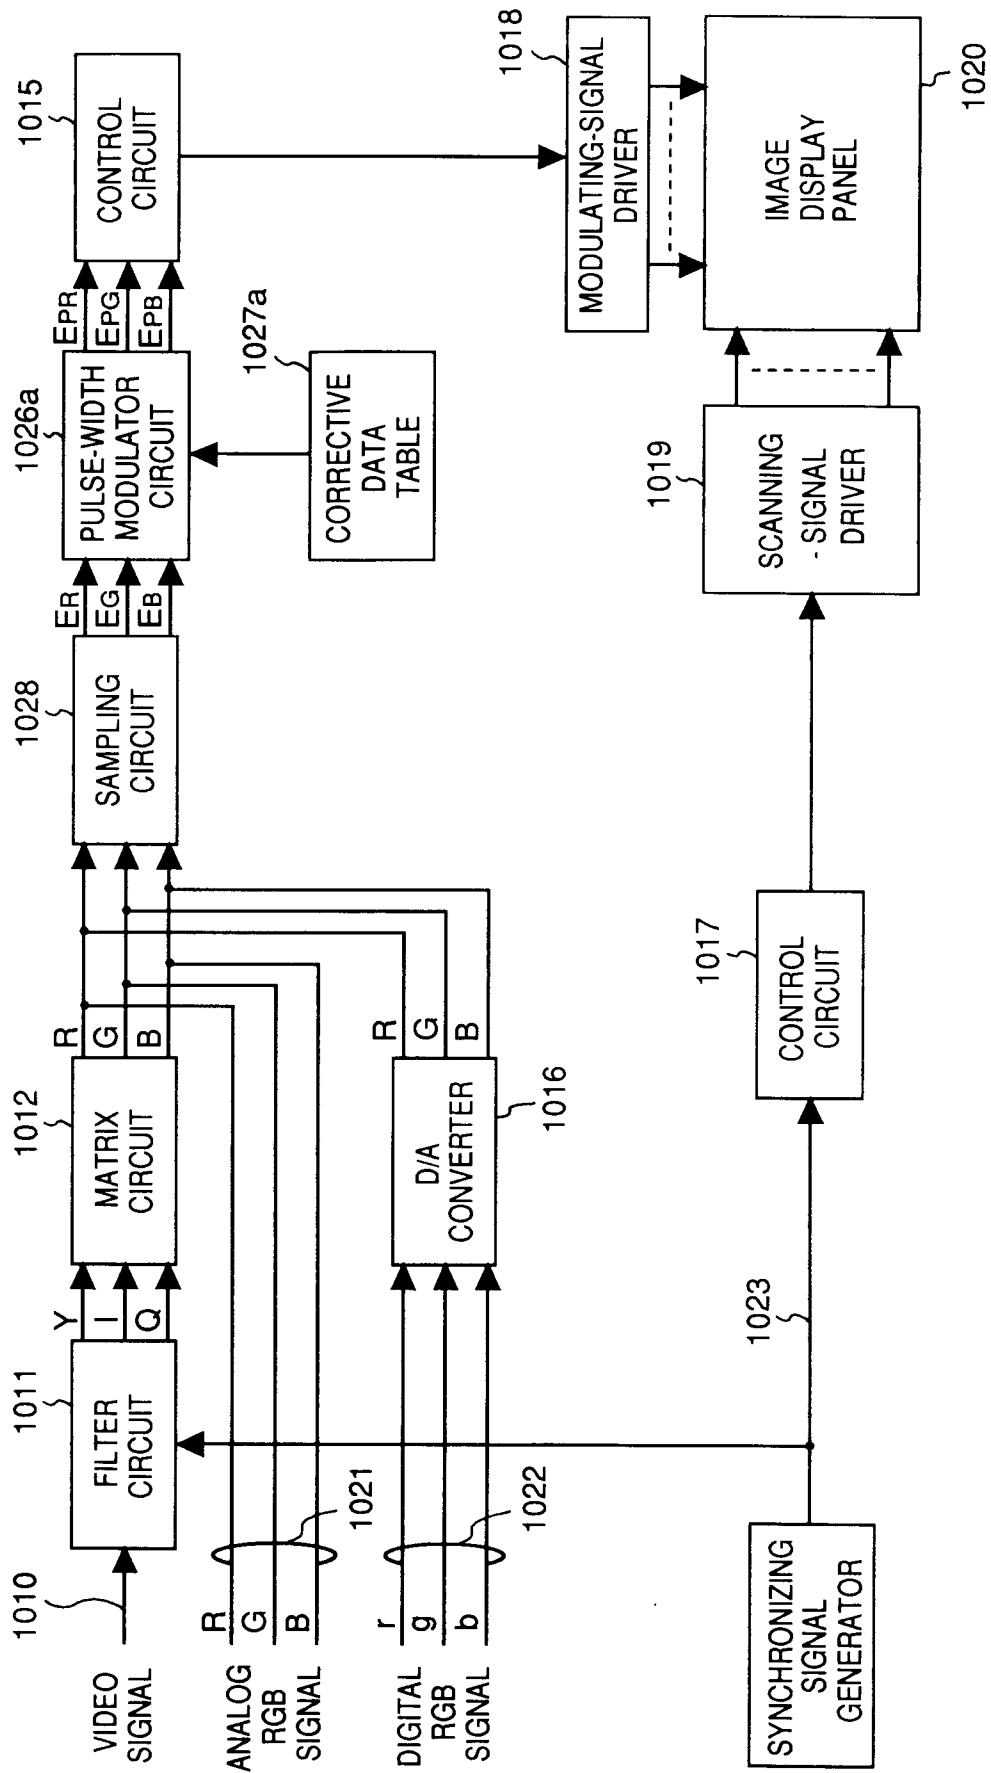 1010
VIDEO
SIGNAL
1011
FILTER
CIRCUIT
Y
I
Q
1012
MATRIX
CIRCUIT
R
G
B
1028
SAMPLING
CIRCUIT
ER
EG
EB
1026a
PULSE-WIDTH
MODULATOR
CIRCUIT
EPR
EPG
EPB
1015
CONTROL
CIRCUIT
1027a
CORRECTIVE
DATA
TABLE
ANALOG
RGB
SIGNAL
R
G
B
1021
DIGITAL
RGB
SIGNAL
r
g
b
1022
D/A
CONVERTER
1016
R
G
B
1018
MODULATING-SIGNAL
DRIVER
SYNCHRONIZING
SIGNAL
GENERATOR
1023
1017
CONTROL
CIRCUIT
1019
SCANNING
-SIGNAL
DRIVER
IMAGE
DISPLAY
PANEL
1020